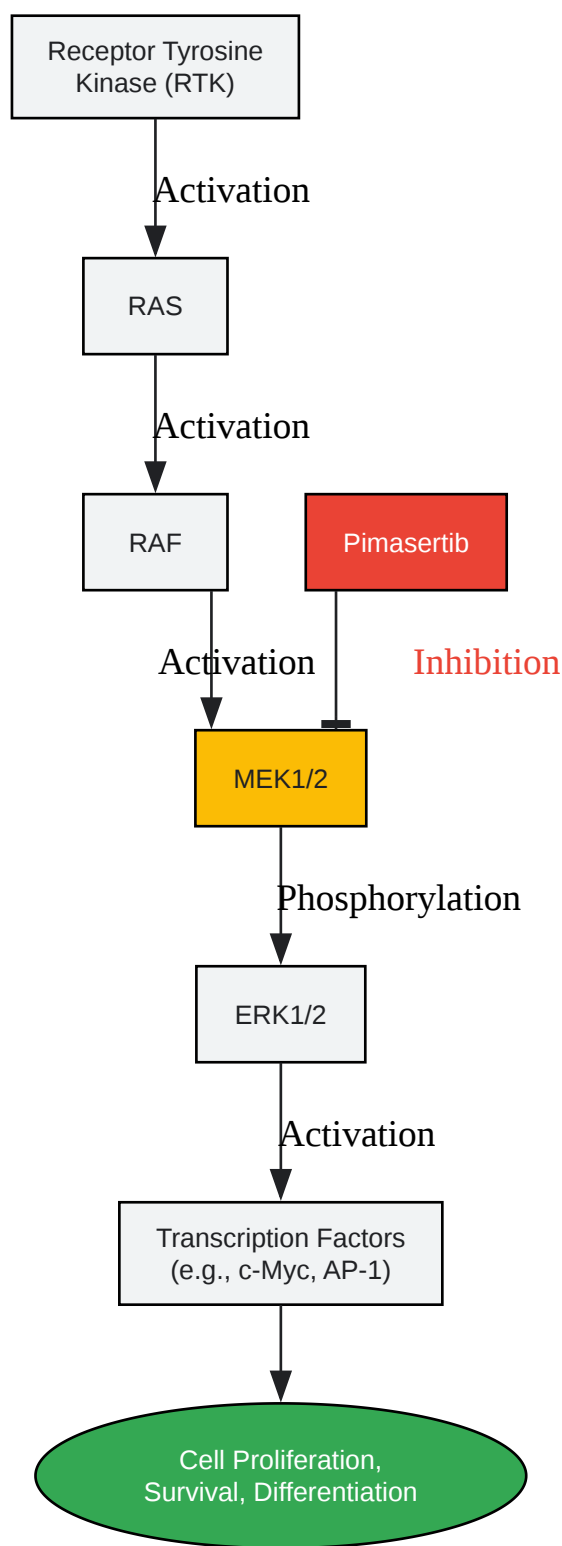 Receptor Tyrosine
Kinase (RTK)
Activation
RAS
Activation
RAF
Pimasertib
Activation
Inhibition
MEK1/2
Phosphorylation
ERK1/2
Activation
Transcription Factors
(e.g., c-Myc, AP-1)
Cell Proliferation,
Survival, Differentiation